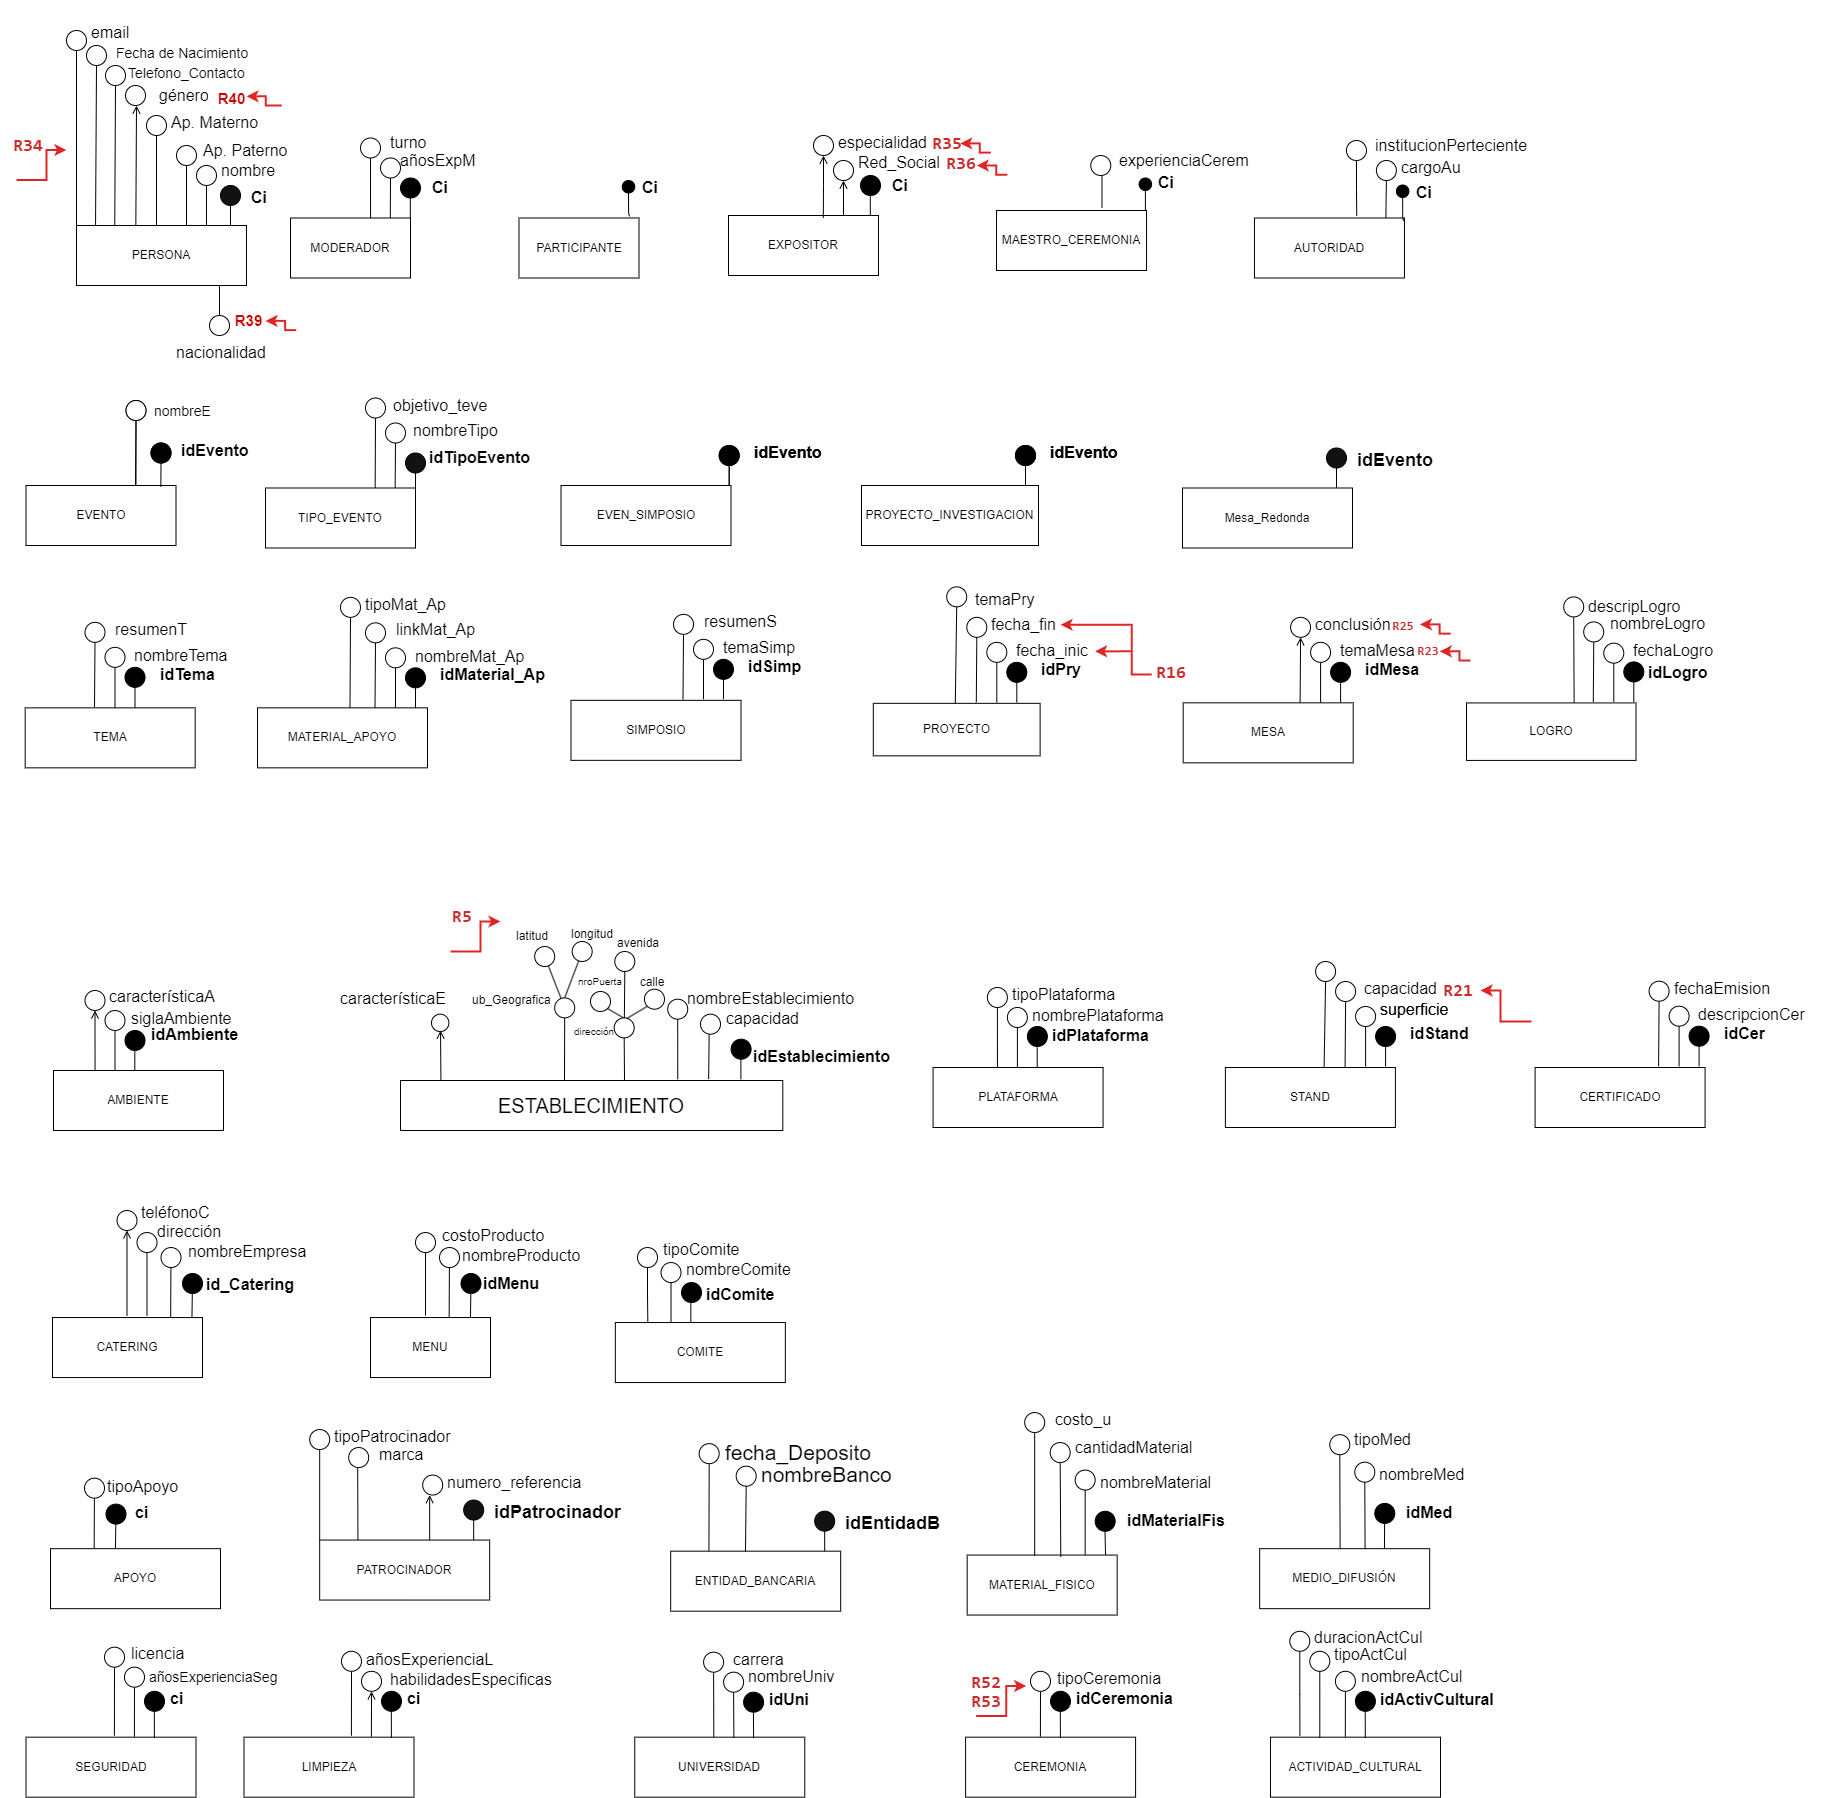 email
Fecha de Nacimiento
Telefono_Contacto
género R40
Ap. Materno
R34
Ap. Paterno
nombre
Ci
PERSONA
R39
nacionalidad
turno
añosExpM
Ci
MODERADOR
Ci
PARTICIPANTE
especialidad R35
Red_Social R36
Ci
EXPOSITOR
experienciaCerem
Ci
MAESTRO_CEREMONIA
institucionPerteciente
cargoAu
Ci
AUTORIDAD
nombreE
idEvento
EVENTO
objetivo_teve
nombreTipo
idTipoEvento
TIPO_EVENTO
idEvento
EVEN_SIMPOSIO
idEvento
PROYECTO_INVESTIGACION
idEvento
Mesa_Redonda
resumenT
nombreTema
idTema
TEMA
tipoMat_Ap
linkMat_Ap
nombreMat_Ap
idMaterial_Ap
MATERIAL_APOYO
resumenS
temaSimp
idSimp
SIMPOSIO
temaPry
fecha_fin
fecha_inic
idPry
R16
PROYECTO
conclusión R25
temaMesa R23
idMesa
MESA
descripLogro
nombreLogro
fechaLogro
idLogro
LOGRO
característicaA
siglaAmbiente
idAmbiente
AMBIENTE
R5
latitud
longitud
avenida
nroPuerta
calle
característicaE
ub_Geografica
dirección
nombreEstablecimiento
capacidad
idEstablecimiento
ESTABLECIMIENTO
tipoPlataforma
nombrePlataforma
idPlataforma
PLATAFORMA
capacidad R21
superficie
idStand
STAND
fechaEmision
descripcionCer
idCer
CERTIFICADO
teléfonoC
dirección
nombreEmpresa
id_Catering
CATERING
costoProducto
nombreProducto
idMenu
MENU
tipoComite
nombreComite
idComite
COMITE
tipoApoyo
ci
APOYO
tipoPatrocinador
marca
numero_referencia
idPatrocinador
PATROCINADOR
fecha_Deposito
nombreBanco
idEntidadB
ENTIDAD_BANCARIA
costo_u
cantidadMaterial
nombreMaterial
idMaterialFis
MATERIAL_FISICO
tipoMed
nombreMed
idMed
MEDIO_DIFUSIÓN
licencia
añosExperienciaSeg
ci
SEGURIDAD
añosExperienciaL
habilidadesEspecificas
ci
LIMPIEZA
carrera
nombreUniv
idUni
UNIVERSIDAD
R52
R53
tipoCeremonia
idCeremonia
CEREMONIA
duracionActCul
tipoActCul
nombreActCul
idActivCultural
ACTIVIDAD_CULTURAL